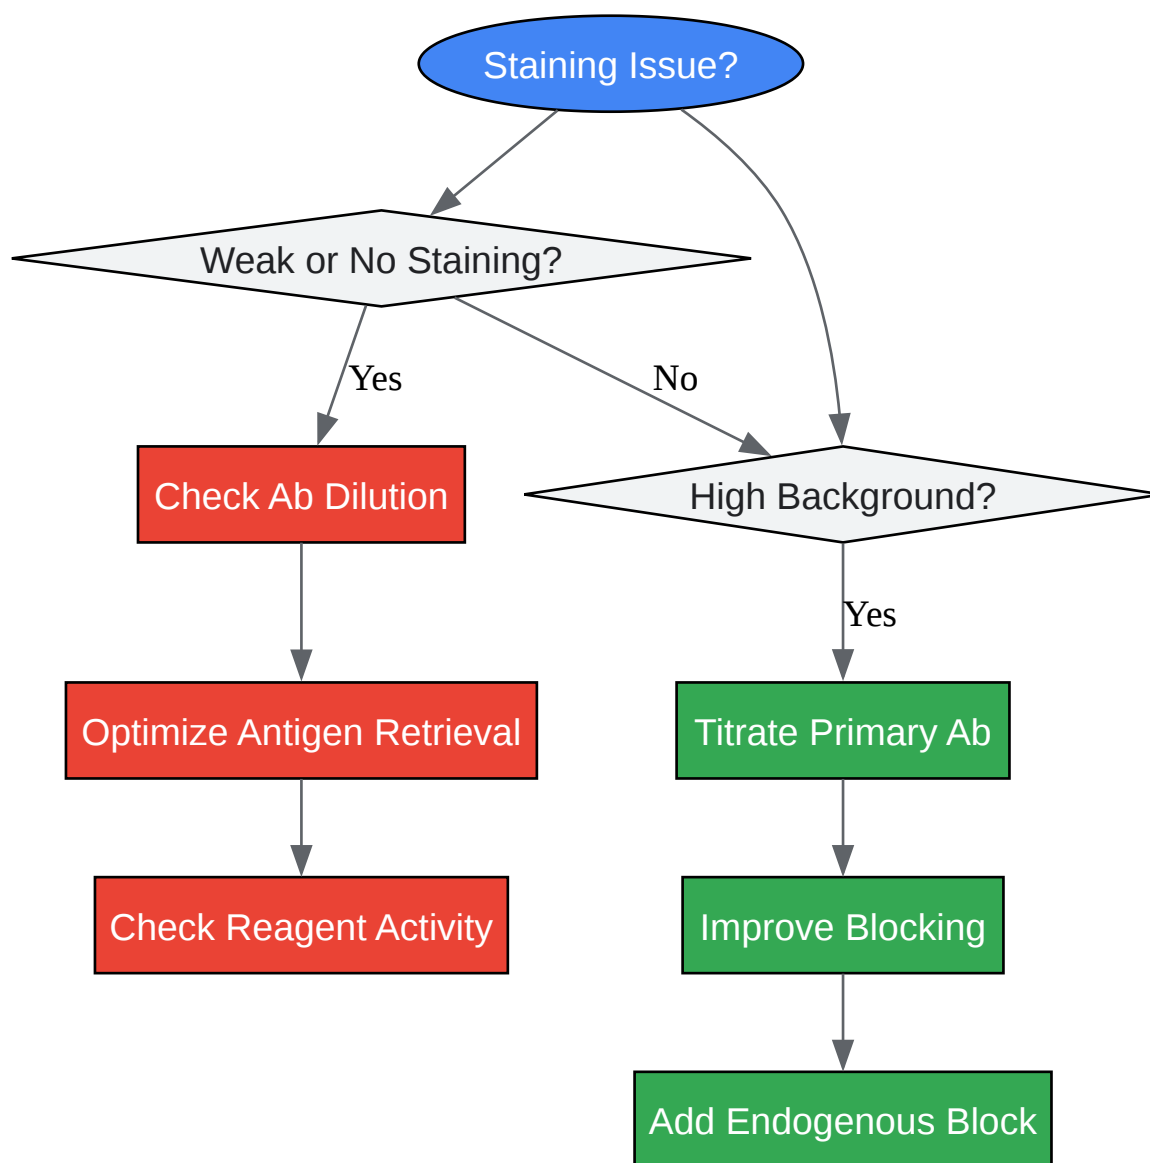 Staining Issue?
Weak or No Staining?
Yes
No
Check Ab Dilution
High Background?
Yes
Optimize Antigen Retrieval
Titrate Primary Ab
Check Reagent Activity
Improve Blocking
Add Endogenous Block